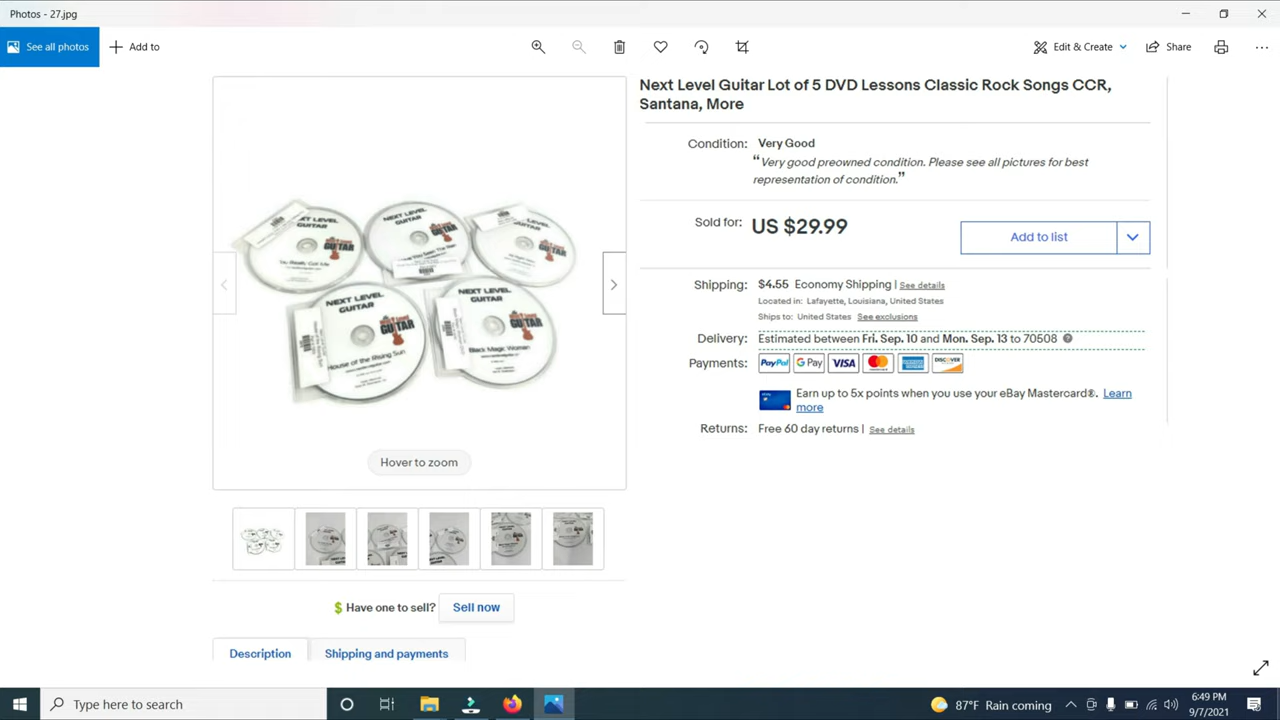 Photos - 27.jpg
See all photos
Add to
Edit & Create
Share
Next Level Guitar Lot of 5 DVD Lessons Classic Rock Songs CCR,
Santana, More
Condition: Very Good
“Very good preowned condition. Please see all pictures for best
representation of condition.”
Sold for: US $29.99
Add to list
Shipping: $4.55 Economy Shipping | See details
Located in: Lafayette, Louisiana, United States
Ships to: United States See exclusions
Delivery: Estimated between Fri. Sep. 10 and Mon. Sep. 13 to 70508
Payments: PayPal G Pay VISA
Earn up to 5x points when you use your eBay Mastercard®. Learn
more
Returns: Free 60 day returns | See details
NEXT LEVEL
GUITAR
You Really Got Me
NEXT LEVEL
GUITAR
NEXT LEVEL
GUITAR
NEXT LEVEL
GUITAR
House of the Rising Sun
NEXT LEVEL
GUITAR
Black Magic Woman
Hover to zoom
Have one to sell? Sell now
Description
Shipping and payments
Type here to search
87°F Rain coming
6:49 PM
9/7/2021